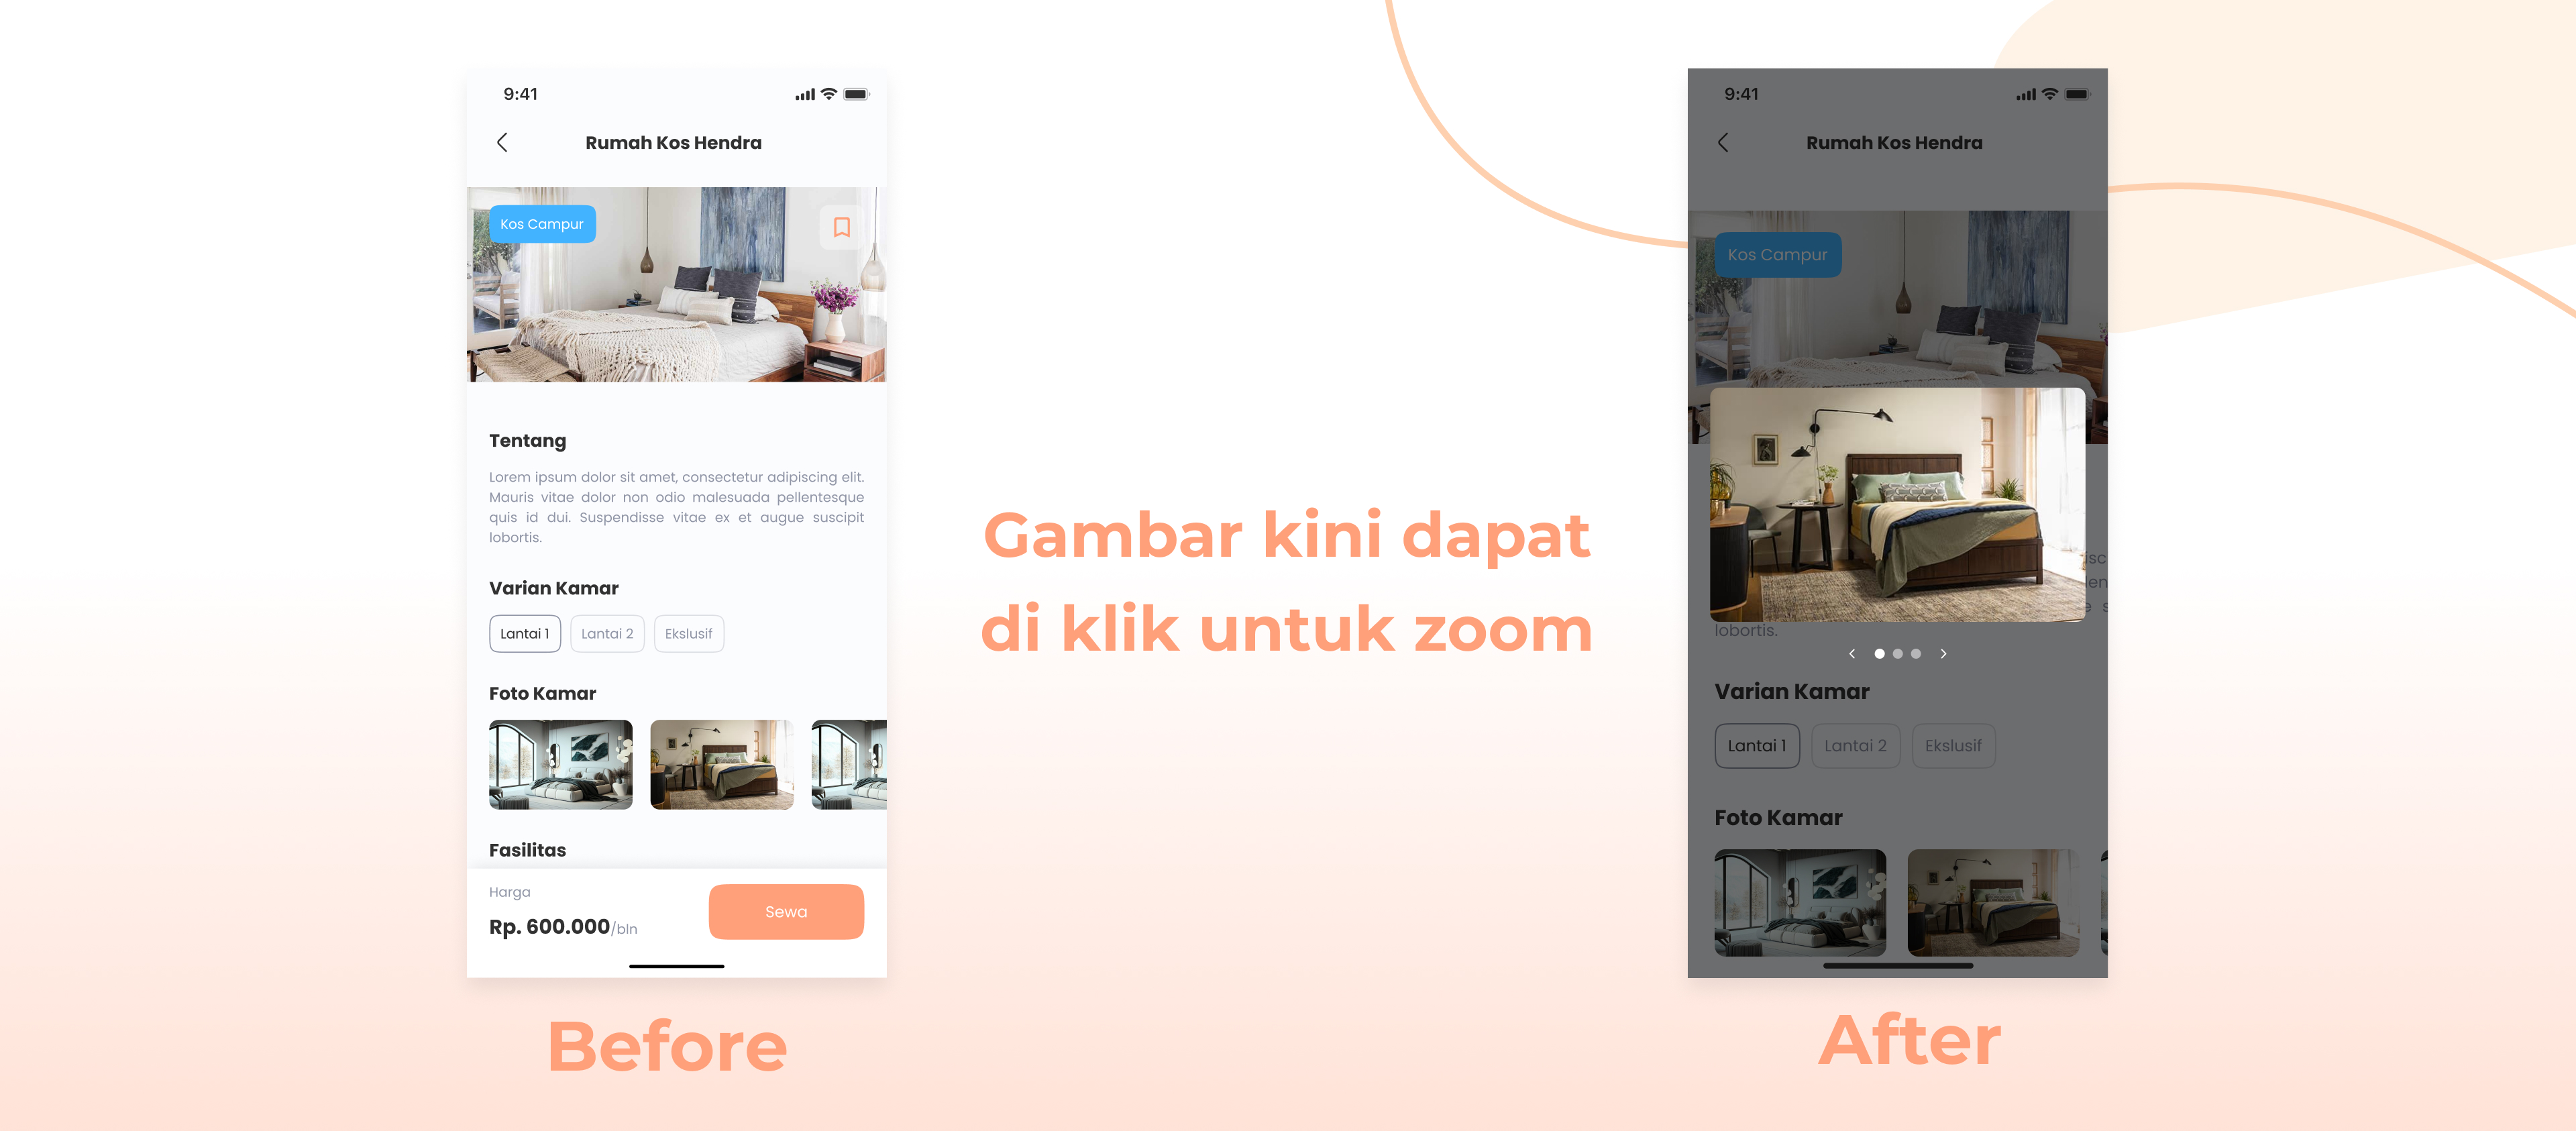 9:41
Rumah Kos Hendra
Kos Campur
Tentang
Lorem ipsum dolor sit amet, consectetur adipiscing elit.
Mauris vitae dolor non odio malesuada pellentesque
quis id dui. Suspendisse vitae ex et augue suscipit
lobortis.
Varian Kamar
Lantai 1
Lantai 2
Ekslusif
Foto Kamar
Fasilitas
Harga
Rp. 600.000/bln
Sewa
Before
Gambar kini dapat
di klik untuk zoom
9:41
Rumah Kos Hendra
Kos Campur
lobortis.
Varian Kamar
Lantai 1
Lantai 2
Ekslusif
Foto Kamar
After